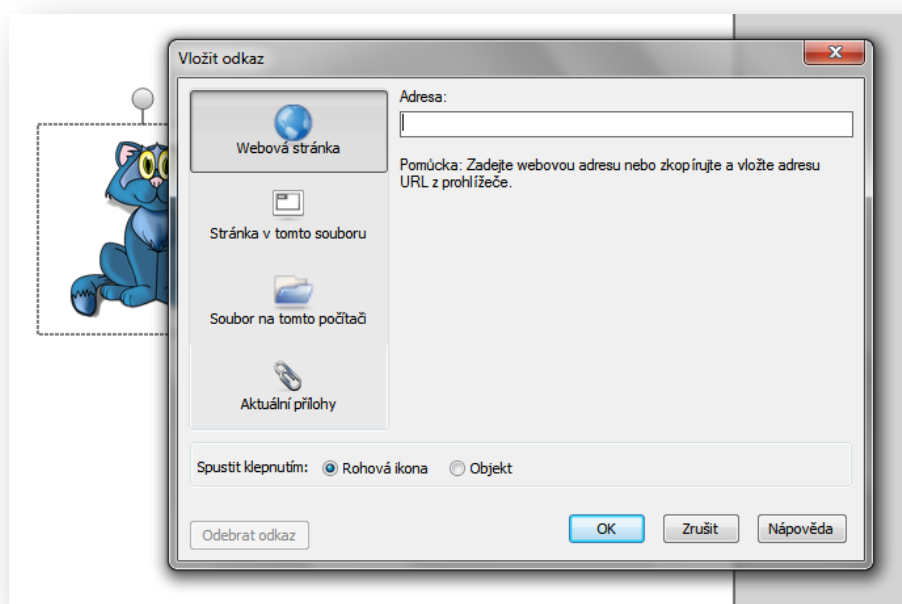 Vložit odkaz
Webová stránka
Stránka v tomto souboru
Soubor na tomto počítači
Aktuální přílohy
Adresa:
Pomůcka: Zadejte webovou adresu nebo zkopírujte a vložte adresu
URL z prohlížeče.
Spustit klepnutím: Rohová ikona Objekt
Odebrat odkaz OK Zrušit Nápověda